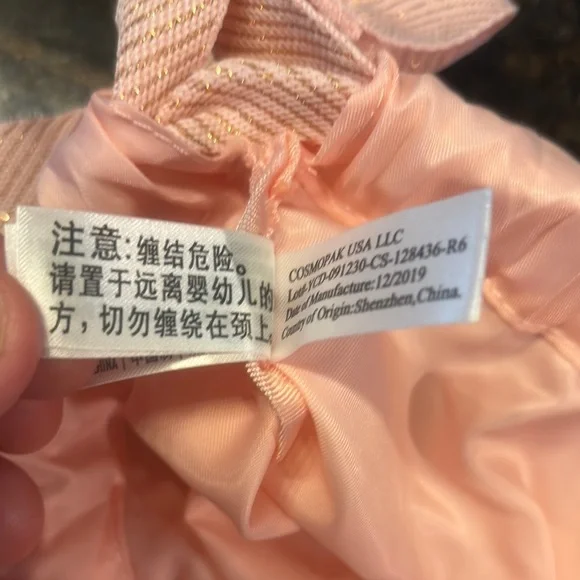 注意:缠结危险。
请置于远离婴幼儿的
方,切勿缠绕在颈上
COSMOPAK USA LLC
Lot#-YCD-091230-CS-128436-R6
Date of Manufacture:12/2019
Country of Origin:Shenzhen,China.